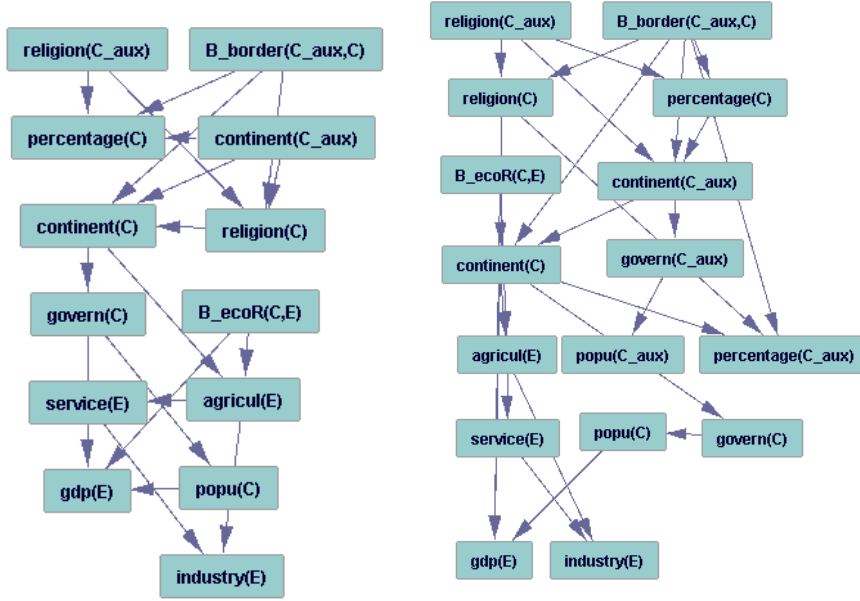 religion(C_aux)
B_border(C_aux,C)
percentage(C)
continent(C_aux)
continent(C)
religion(C)
govern(C)
B_ecoR(C,E)
service(E)
agricul(E)
gdp(E)
popu(C)
industry(E)
religion(C_aux)
B_border(C_aux,C)
religion(C)
percentage(C)
B_ecoR(C,E)
continent(C_aux)
continent(C)
govern(C_aux)
agricul(E)
popu(C_aux)
percentage(C_aux)
service(E)
popu(C)
govern(C)
gdp(E)
industry(E)